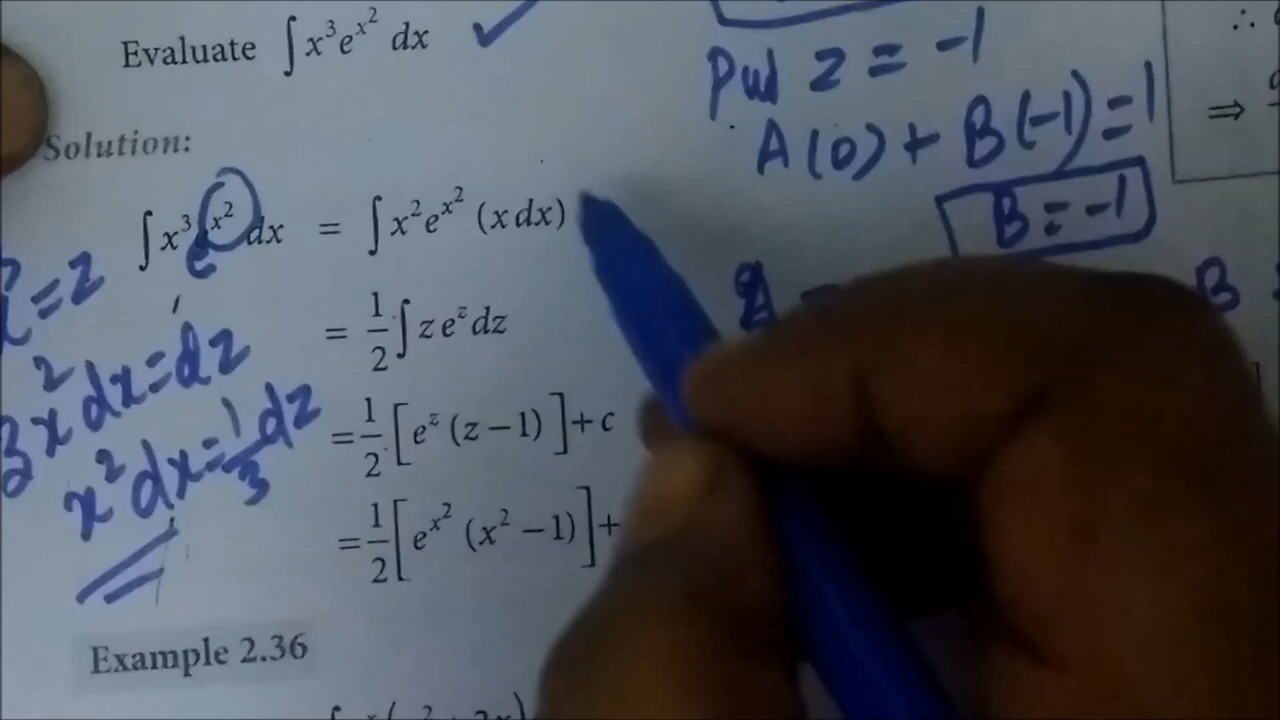 Evaluate ∫x³e^{x²} dx ✓
Solution:
∫x³e^{x²} dx = ∫x²e^{x²} (x dx)
= 1/2 ∫z e^z dz
= 1/2 [e^z (z − 1)] + c
= 1/2 [e^{x²} (x² − 1)] +
Example 2.36
= z
3x² dx = dz
x² dx = 1/3 dz
Put z = -1
A(0) + B(-1) = 1
B = -1
B
∴
⇒